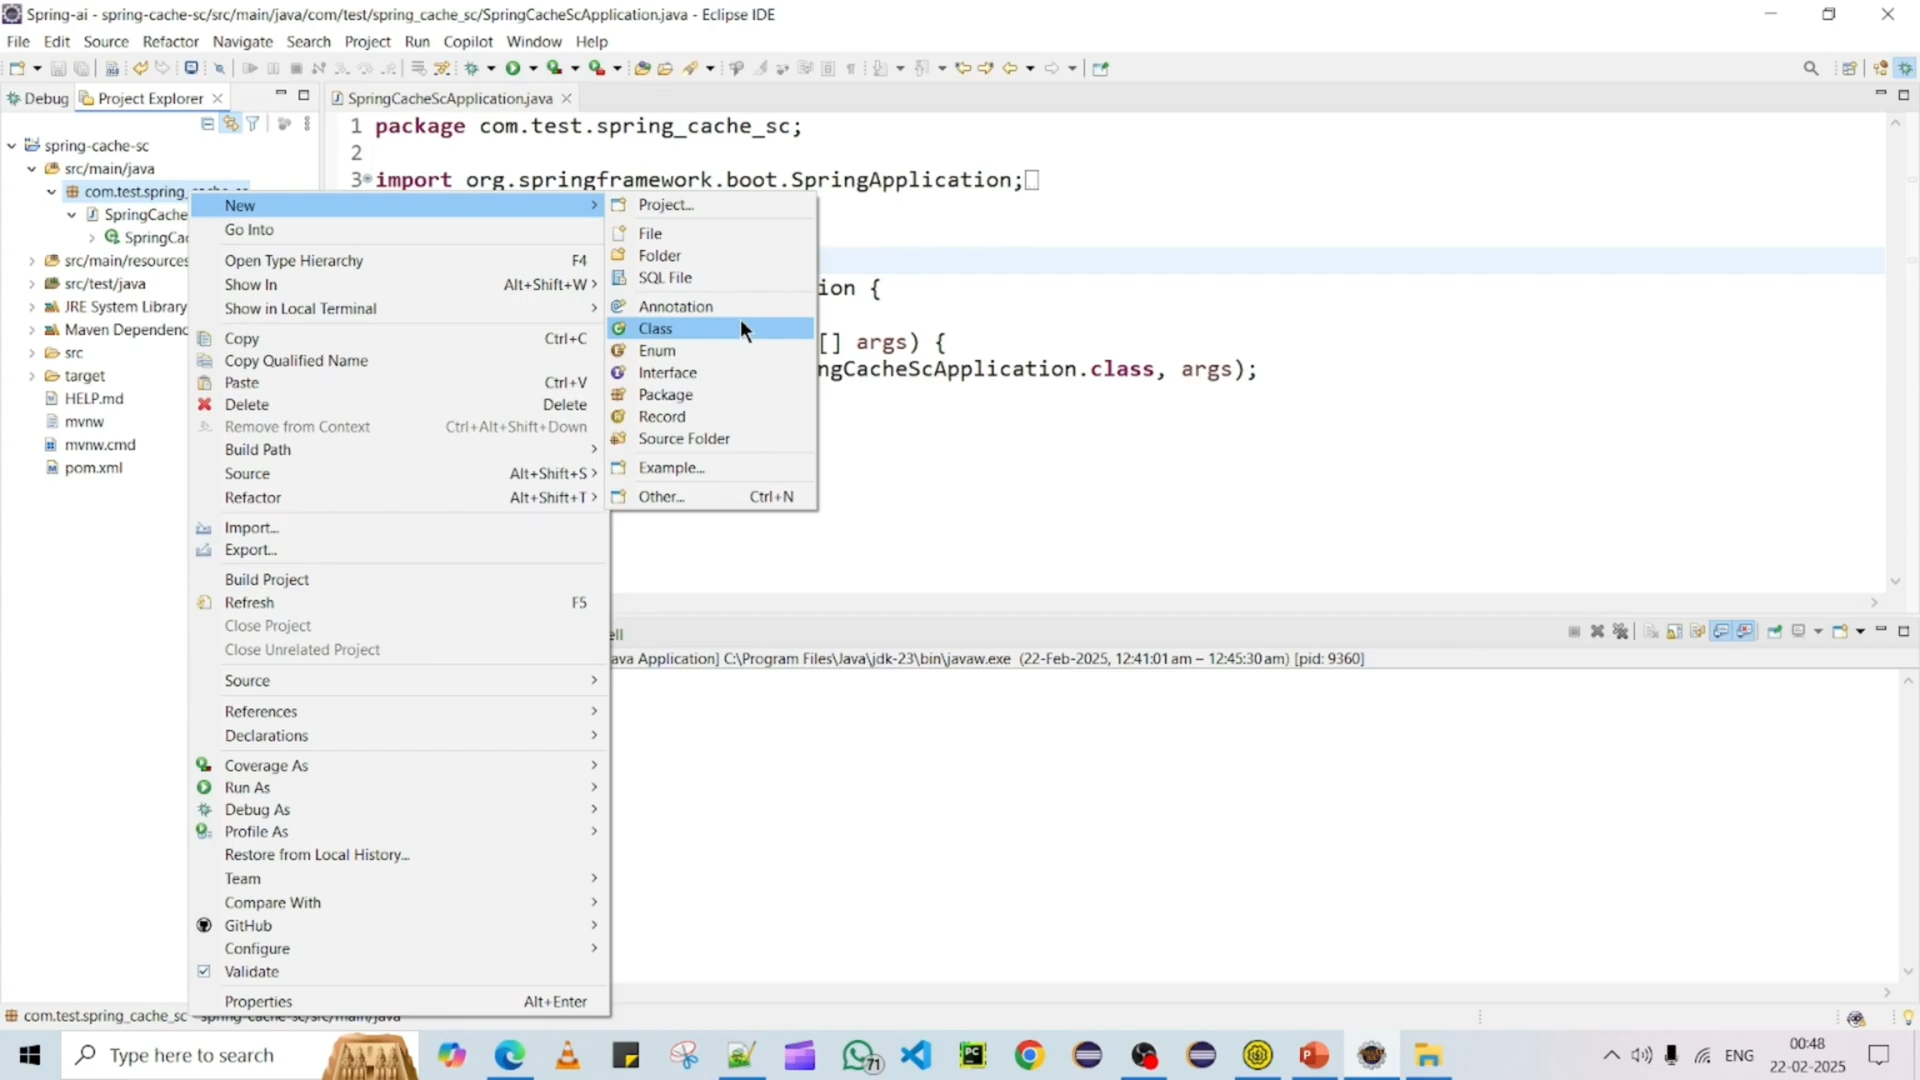 Spring-ai - spring-cache-sc/src/main/java/com/test/spring_cache_sc/SpringCacheScApplication.java - Eclipse IDE
File Edit Source Refactor Navigate Search Project Run Copilot Window Help
Debug Project Explorer SpringCacheScApplication.java
spring-cache-sc
src/main/java
com.test.spring_cache_sc
SpringCache
SpringCac
src/main/resources
src/test/java
JRE System Library
Maven Dependenc
src
target
HELP.md
mvnw
mvnw.cmd
pom.xml
1 package com.test.spring_cache_sc;
2
3 import org.springframework.boot.SpringApplication;
ion {
[] args) {
ngCacheScApplication.class, args);
New
Go Into
Open Type Hierarchy F4
Show In Alt+Shift+W
Show in Local Terminal
Copy Ctrl+C
Copy Qualified Name
Paste Ctrl+V
Delete Delete
Remove from Context Ctrl+Alt+Shift+Down
Build Path
Source Alt+Shift+S
Refactor Alt+Shift+T
Import...
Export...
Build Project
Refresh F5
Close Project
Close Unrelated Project
Source
References
Declarations
Coverage As
Run As
Debug As
Profile As
Restore from Local History...
Team
Compare With
GitHub
Configure
Validate
Properties Alt+Enter
Project...
File
Folder
SQL File
Annotation
Class
Enum
Interface
Package
Record
Source Folder
Example...
Other... Ctrl+N
ell
ava Application] C:\Program Files\Java\jdk-23\bin\javaw.exe (22-Feb-2025, 12:41:01 am – 12:45:30 am) [pid: 9360]
com.test.spring_cache_sc - spring-cache-sc/src/main/java
Type here to search
71
ENG
00:48
22-02-2025